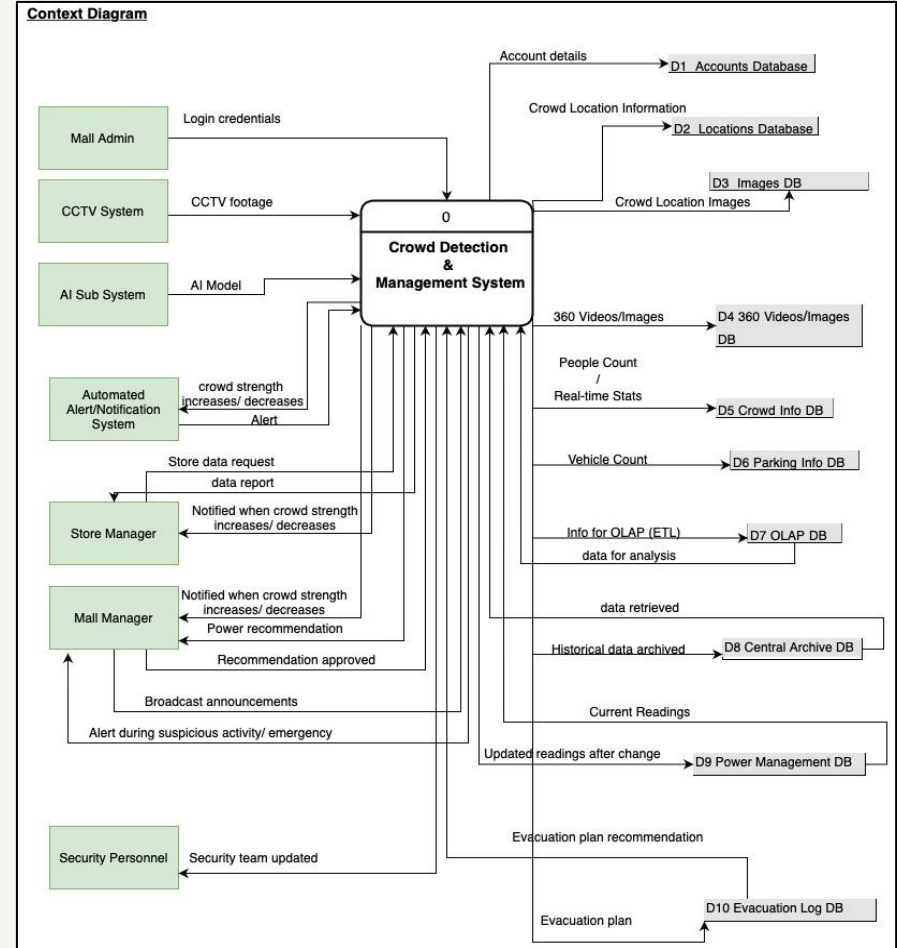 Context Diagram
Account details
D1 Accounts Database
Crowd Location Information
Login credentials
D2 Locations Database
Mall Admin
D3 Images DB
CCTV System
CCTV footage
Crowd Location Images
0
Crowd Detection
&
Management System
AI Sub System
AI Model
360 Videos/Images
D4 360 Videos/Images
DB
People Count
/
Real-time Stats
D5 Crowd Info DB
Automated
Alert/Notification
System
crowd strength
increases/ decreases
Alert
Store data request
data report
Vehicle Count
D6 Parking Info DB
Store Manager
Notified when crowd strength
increases/ decreases
Info for OLAP (ETL)
D7 OLAP DB
data for analysis
Mall Manager
Notified when crowd strength
increases/ decreases
Power recommendation
Recommendation approved
data retrieved
Historical data archived
D8 Central Archive DB
Broadcast announcements
Alert during suspicious activity/ emergency
Current Readings
Updated readings after change
D9 Power Management DB
Security Personnel
Security team updated
Evacuation plan recommendation
D10 Evacuation Log DB
Evacuation plan